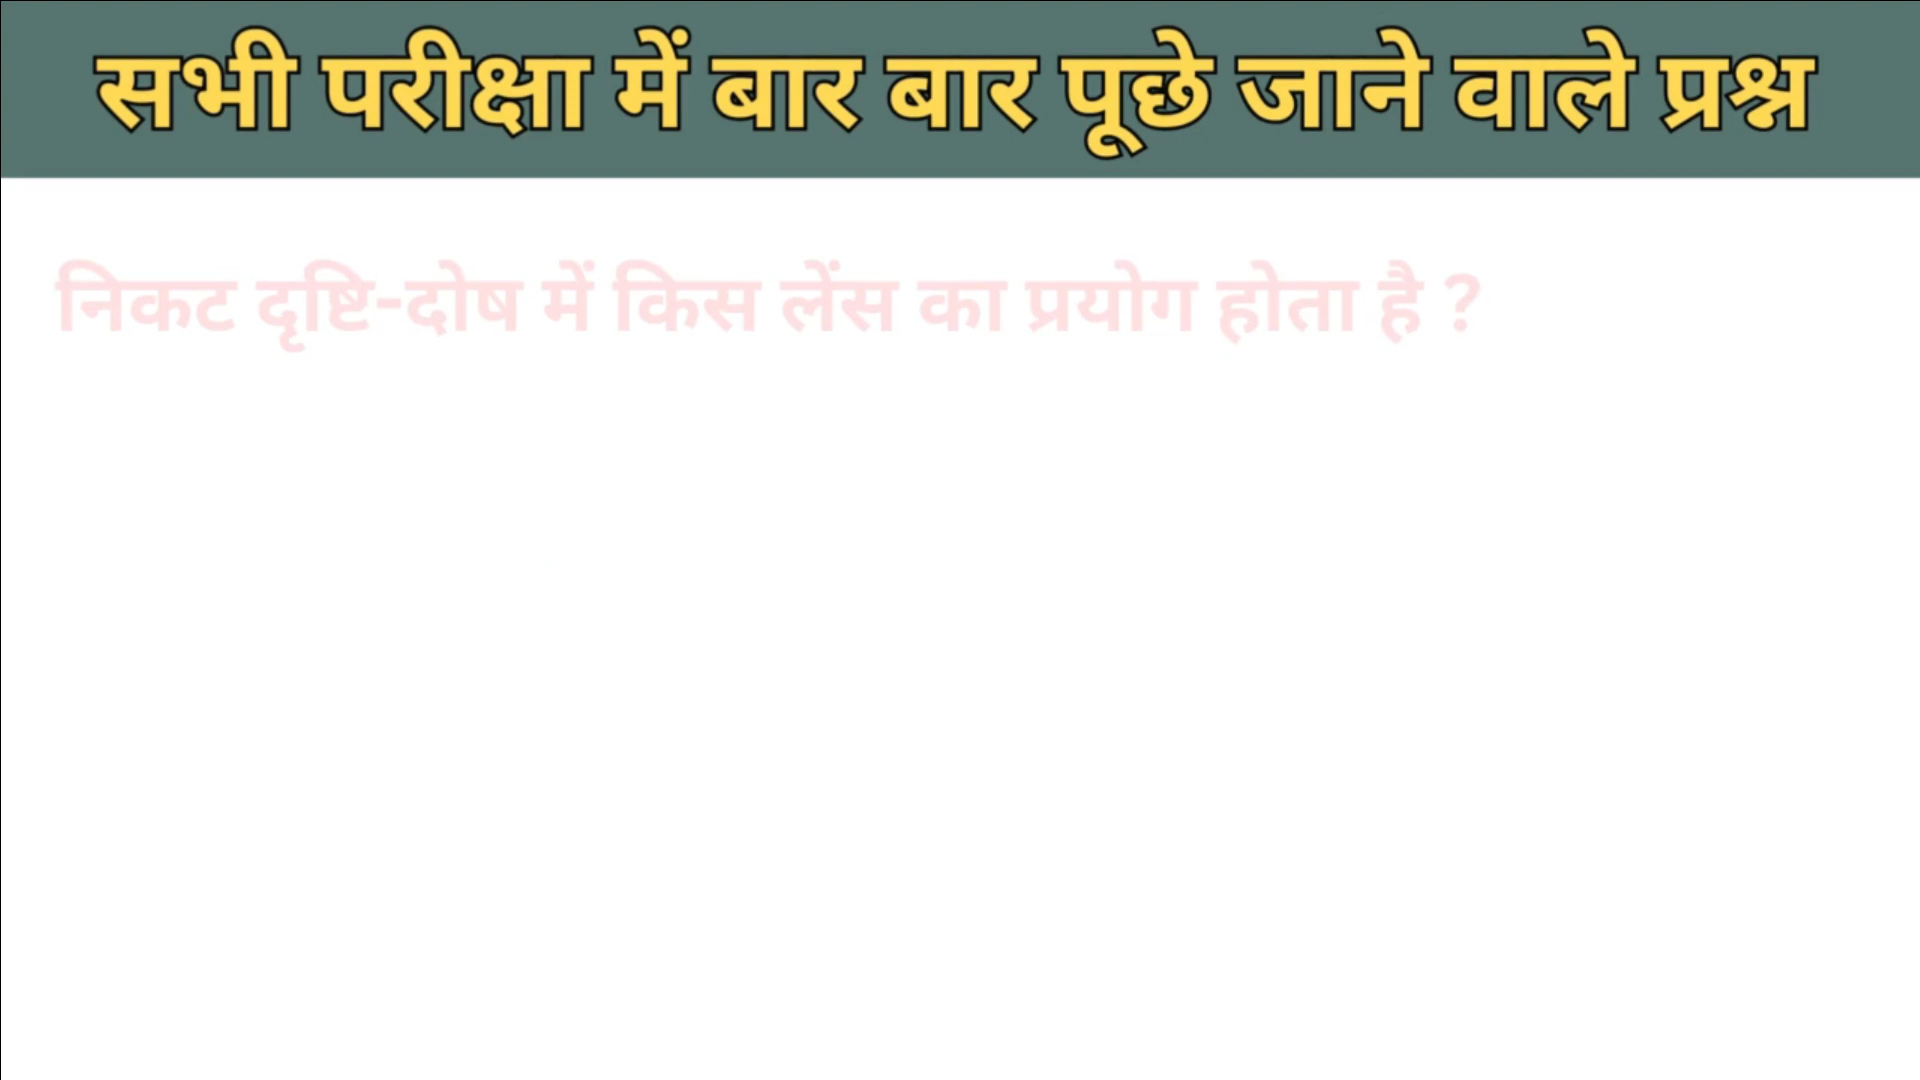 सभी परीक्षा में बार बार पूछे जाने वाले प्रश्न
निकट दृष्टि-दोष में किस लेंस का प्रयोग होता है ?